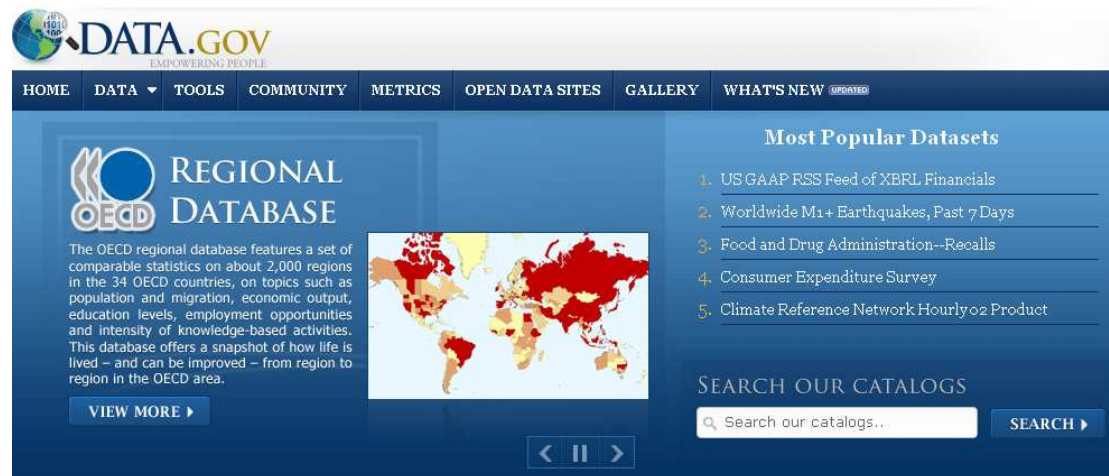 DATA.GOV
EMPOWERING PEOPLE
HOME DATA TOOLS COMMUNITY METRICS OPEN DATA SITES GALLERY WHAT'S NEW UPDATED
OECD
REGIONAL
DATABASE
The OECD regional database features a set of
comparable statistics on about 2,000 regions
in the 34 OECD countries, on topics such as
population and migration, economic output,
education levels, employment opportunities
and intensity of knowledge-based activities.
This database offers a snapshot of how life is
lived – and can be improved – from region to
region in the OECD area.
VIEW MORE
Most Popular Datasets
1. US GAAP RSS Feed of XBRL Financials
2. Worldwide M1+ Earthquakes, Past 7 Days
3. Food and Drug Administration--Recalls
4. Consumer Expenditure Survey
5. Climate Reference Network Hourly02 Product
SEARCH OUR CATALOGS
Search our catalogs..
SEARCH